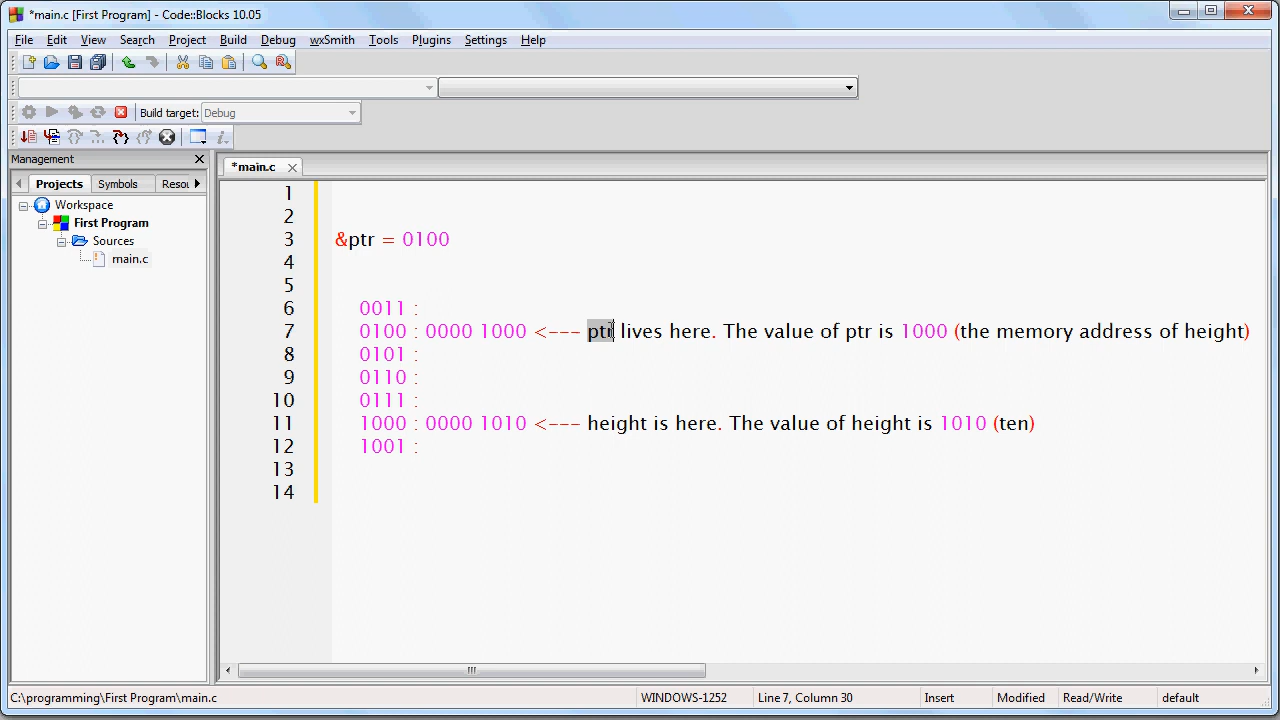 *main.c [First Program] - Code::Blocks 10.05
File Edit View Search Project Build Debug wxSmith Tools Plugins Settings Help
Build target: Debug
Management
*main.c
Projects Symbols Resou
Workspace
First Program
Sources
main.c
1
2
3 &ptr = 0100
4
5
6 0011 :
7 0100 : 0000 1000 <--- ptr lives here. The value of ptr is 1000 (the memory address of height)
8 0101 :
9 0110 :
10 0111 :
11 1000 : 0000 1010 <--- height is here. The value of height is 1010 (ten)
12 1001 :
13
14
C:\programming\First Program\main.c WINDOWS-1252 Line 7, Column 30 Insert Modified Read/Write default